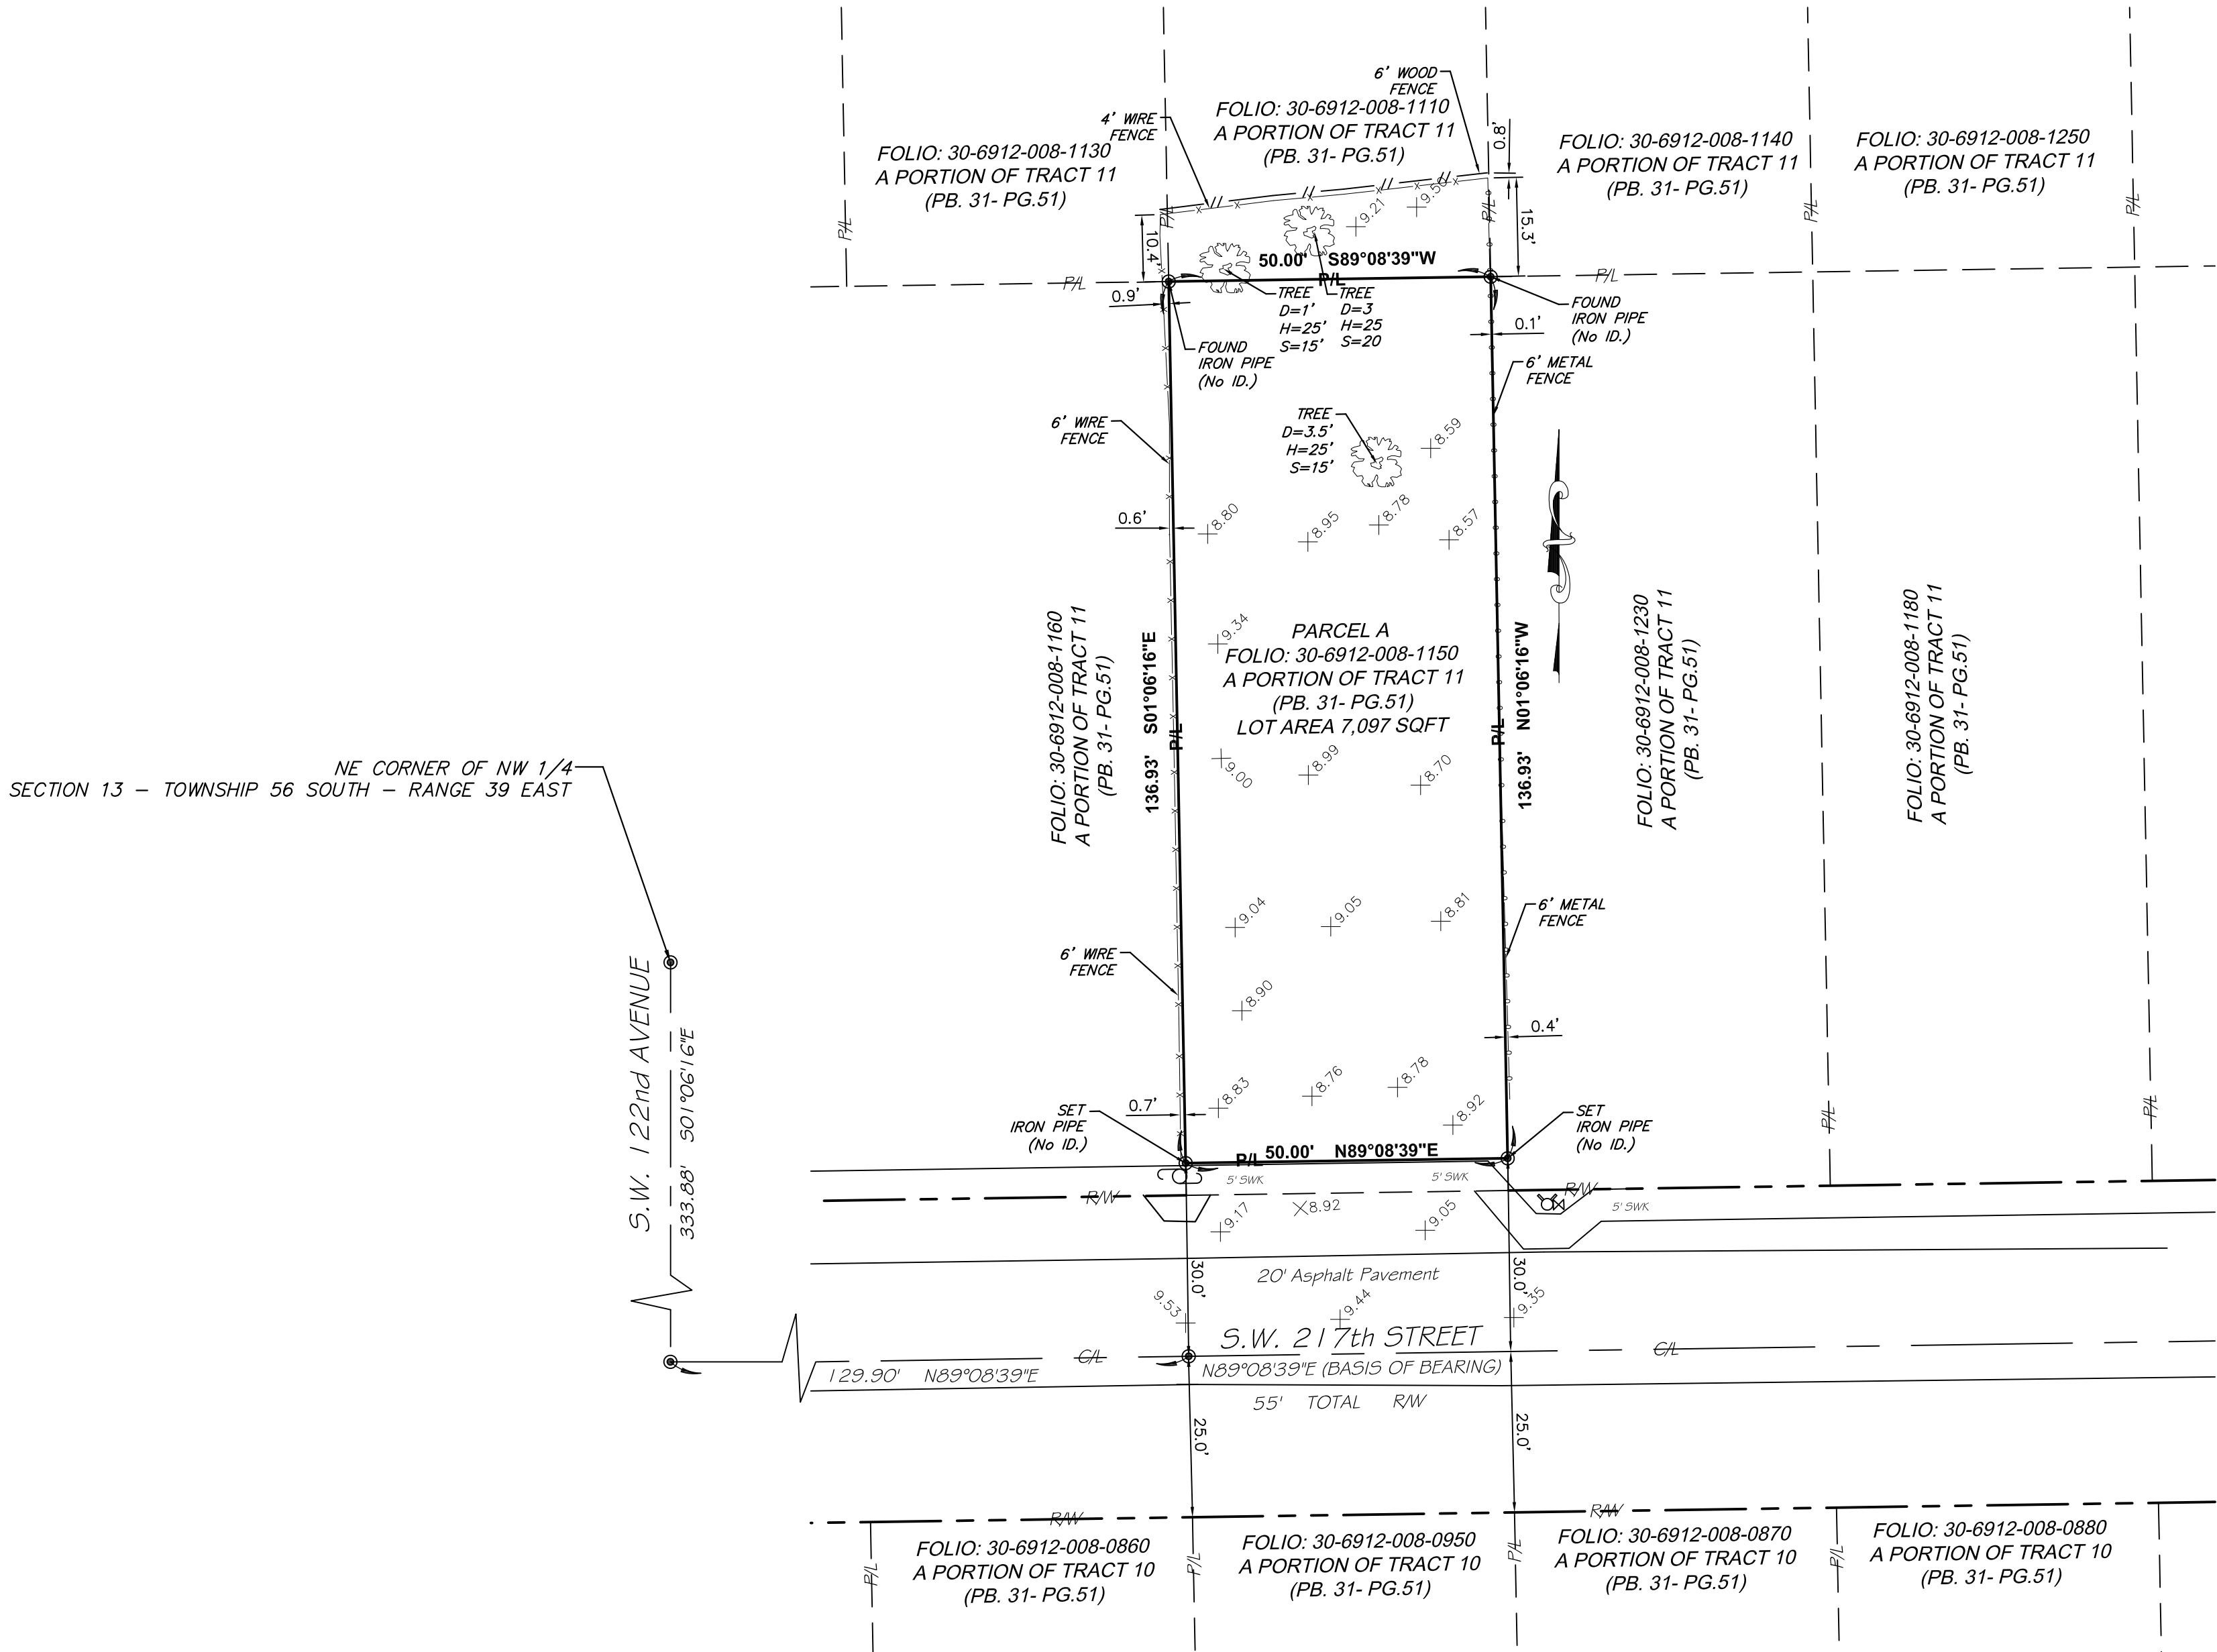 6' WOOD
FENCE
4' WIRE
FENCE
FOLIO: 30-6912-008-1110
A PORTION OF TRACT 11
(PB. 31- PG.51)
0.8'
FOLIO: 30-6912-008-1130
A PORTION OF TRACT 11
(PB. 31- PG.51)
FOLIO: 30-6912-008-1140
A PORTION OF TRACT 11
(PB. 31- PG.51)
FOLIO: 30-6912-008-1250
A PORTION OF TRACT 11
(PB. 31- PG.51)
P/L
P/L
P/L
P/L
P/L
9.21
10.4'
15.3'
50.00' S89°08'39"W
P/L
P/L
P/L
0.9'
TREE
D=1'
H=25'
S=15'
TREE
D=3
H=25
S=20
FOUND
IRON PIPE
(No ID.)
0.1'
FOUND
IRON PIPE
(No ID.)
6' METAL
FENCE
6' WIRE
FENCE
TREE
D=3.5'
H=25'
S=15'
8.59
0.6'
8.80
8.95
8.78
8.57
9.34
PARCEL A
FOLIO: 30-6912-008-1150
A PORTION OF TRACT 11
(PB. 31- PG.51)
LOT AREA 7,097 SQFT
FOLIO: 30-6912-008-1160
A PORTION OF TRACT 11
(PB. 31- PG.51)
136.93' S01°06'16"E
P/L
P/L
136.93' N01°06'16"W
FOLIO: 30-6912-008-1230
A PORTION OF TRACT 11
(PB. 31- PG.51)
FOLIO: 30-6912-008-1180
A PORTION OF TRACT 11
(PB. 31- PG.51)
NE CORNER OF NW 1/4
SECTION 13 - TOWNSHIP 56 SOUTH - RANGE 39 EAST
9.00
8.99
8.70
9.04
9.05
8.81
6' METAL
FENCE
6' WIRE
FENCE
8.90
S.W. 122nd AVENUE
333.88' S01°06'16"E
0.4'
8.83
8.76
8.78
8.92
0.7'
SET
IRON PIPE
(No ID.)
SET
IRON PIPE
(No ID.)
P/L
P/L
P/L 50.00' N89°08'39"E
5' SWK
5' SWK
5' SWK
R/W
R/W
9.17
8.92
9.05
30.0'
30.0'
20' Asphalt Pavement
9.53
9.44
9.35
S.W. 217th STREET
C/L
C/L
129.90' N89°08'39"E
N89°08'39"E (BASIS OF BEARING)
55' TOTAL R/W
25.0'
25.0'
R/W
R/W
FOLIO: 30-6912-008-0860
A PORTION OF TRACT 10
(PB. 31- PG.51)
FOLIO: 30-6912-008-0950
A PORTION OF TRACT 10
(PB. 31- PG.51)
FOLIO: 30-6912-008-0870
A PORTION OF TRACT 10
(PB. 31- PG.51)
FOLIO: 30-6912-008-0880
A PORTION OF TRACT 10
(PB. 31- PG.51)
P/L
P/L
P/L
P/L